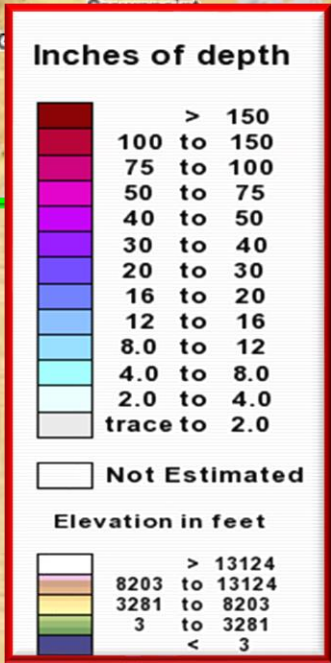 Inches of depth
> 150
100 to 150
75 to 100
50 to 75
40 to 50
30 to 40
20 to 30
16 to 20
12 to 16
8.0 to 12
4.0 to 8.0
2.0 to 4.0
trace to 2.0
Not Estimated
Elevation in feet
> 13124
8203 to 13124
3281 to 8203
3 to 3281
< 3